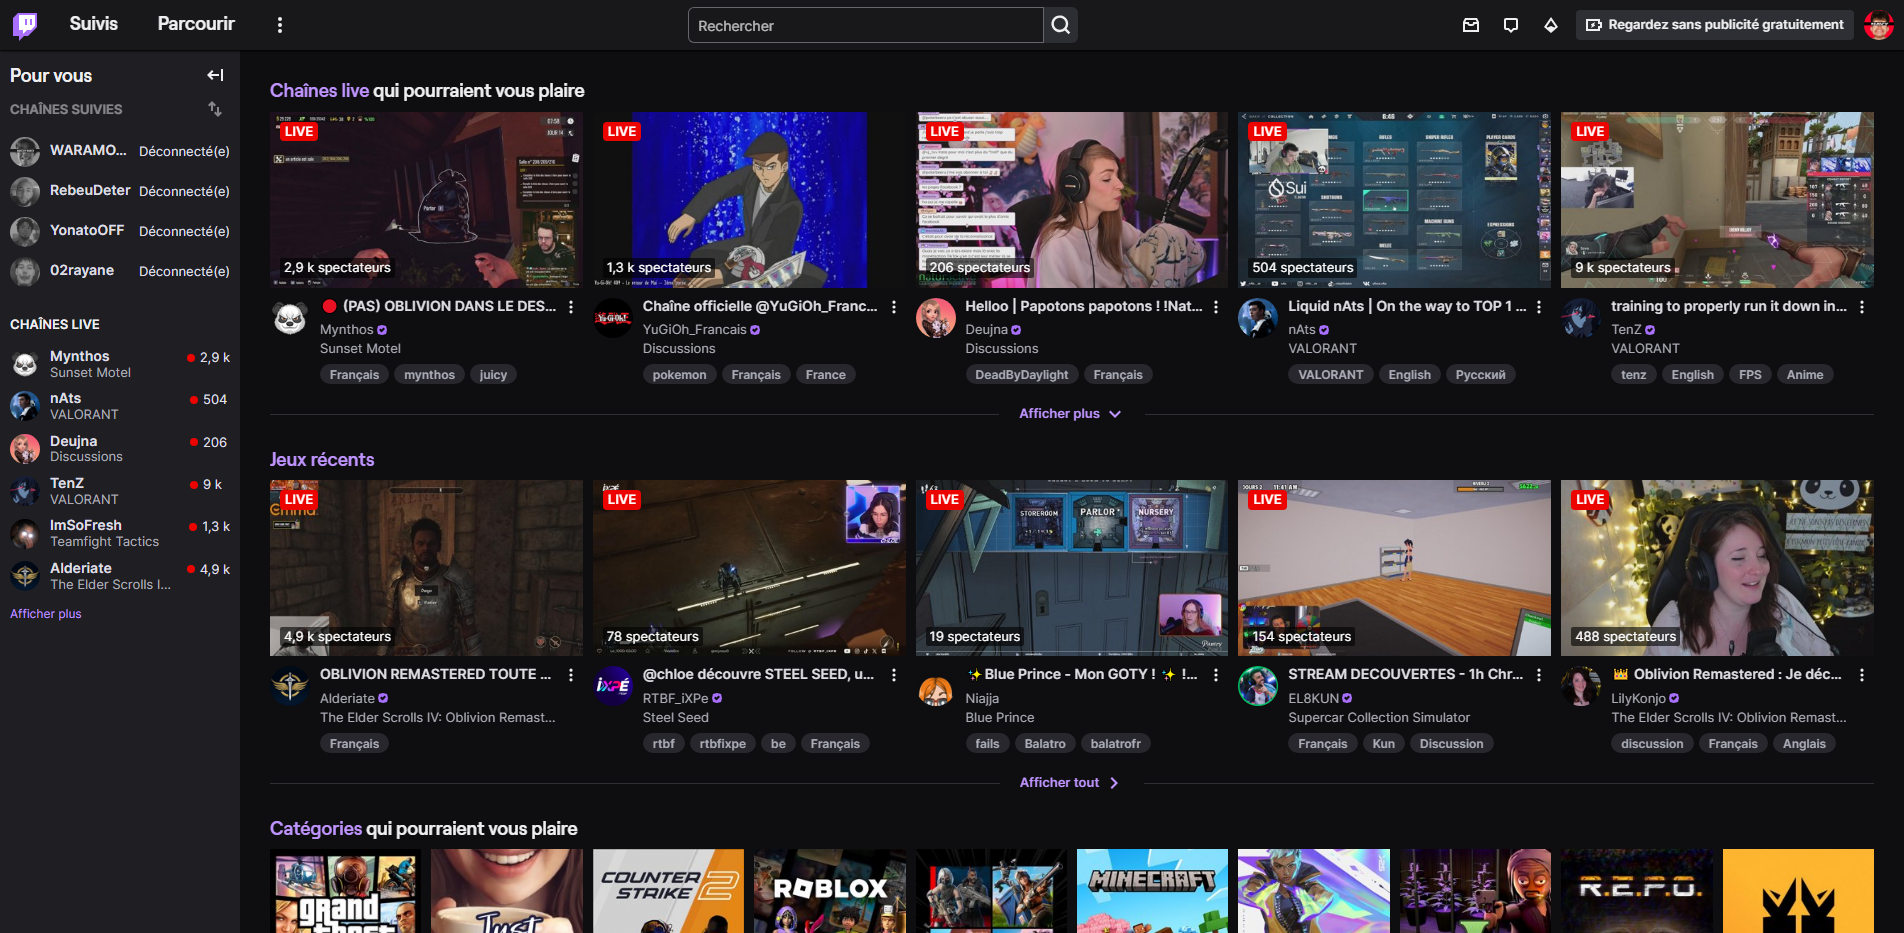 Suivis
Parcourir
Rechercher
Regardez sans publicité gratuitement
Pour vous
CHAÎNES SUIVIES
WARAMO... Déconnecté(e)
RebeuDeter Déconnecté(e)
YonatoOFF Déconnecté(e)
02rayane Déconnecté(e)
CHAÎNES LIVE
Mynthos 2,9 k
Sunset Motel
nAts 504
VALORANT
Deujna 206
Discussions
TenZ 9 k
VALORANT
ImSoFresh 1,3 k
Teamfight Tactics
Alderiate 4,9 k
The Elder Scrolls I...
Afficher plus
Chaînes live qui pourraient vous plaire
LIVE
2,9 k spectateurs
🔴 (PAS) OBLIVION DANS LE DES...
Mynthos
Sunset Motel
Français mynthos juicy
LIVE
1,3 k spectateurs
Chaîne officielle @YuGiOh_Franc...
YuGiOh_Francais
Discussions
pokemon Français France
LIVE
206 spectateurs
Helloo | Papotons papotons ! !Nat...
Deujna
Discussions
DeadByDaylight Français
LIVE
Sui
504 spectateurs
Liquid nAts | On the way to TOP 1 ...
nAts
VALORANT
VALORANT English Русский
LIVE
9 k spectateurs
training to properly run it down in...
TenZ
VALORANT
tenz English FPS Anime
Afficher plus
Jeux récents
LIVE
4,9 k spectateurs
OBLIVION REMASTERED TOUTE ...
Alderiate
The Elder Scrolls IV: Oblivion Remast...
Français
LIVE
78 spectateurs
@chloe découvre STEEL SEED, u...
RTBF_iXPe
Steel Seed
rtbf rtbfixpe be Français
LIVE
STOREROOM
PARLOR
NURSERY
19 spectateurs
✨Blue Prince - Mon GOTY ! ✨ !...
Niajja
Blue Prince
fails Balatro balatrofr
LIVE
11:41 AM
154 spectateurs
STREAM DECOUVERTES - 1h Chr...
EL8KUN
Supercar Collection Simulator
Français Kun Discussion
LIVE
488 spectateurs
👑 Oblivion Remastered : Je déc...
LilyKonjo
The Elder Scrolls IV: Oblivion Remast...
discussion Français Anglais
Afficher tout
Catégories qui pourraient vous plaire
grand
theft
Just
COUNTER
STRIKE 2
ROBLOX
MINECRAFT
R.E.P.O.